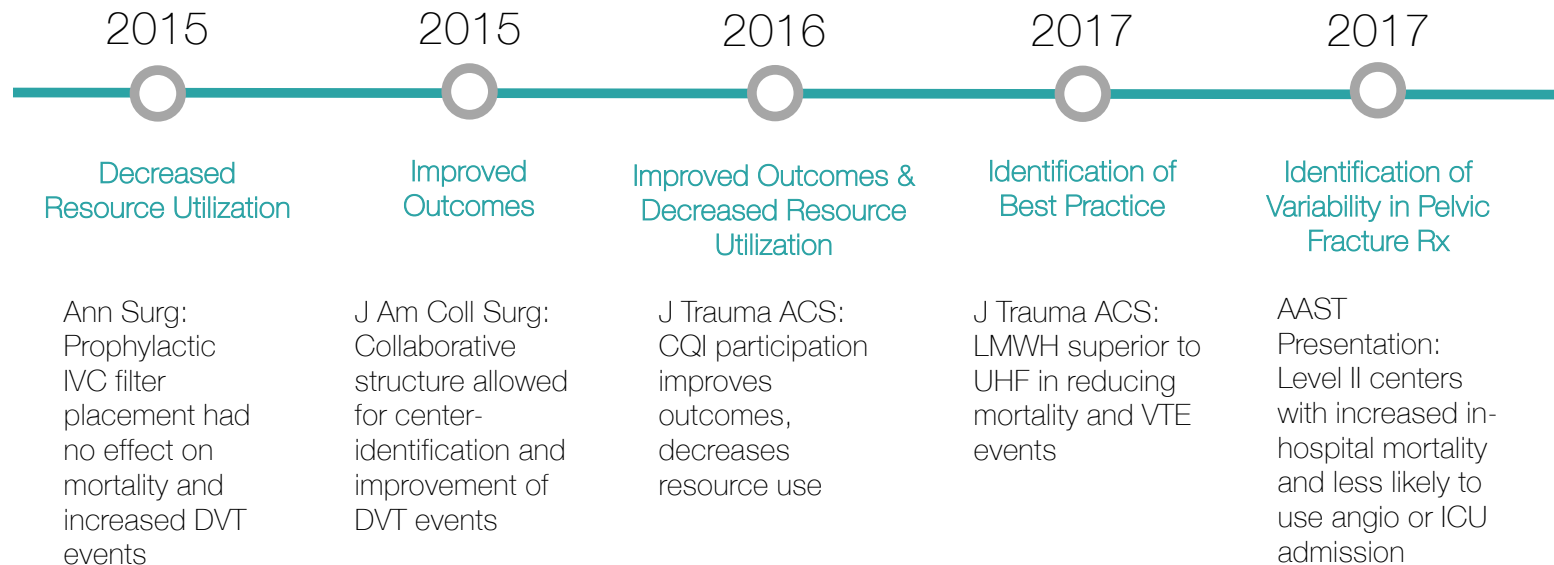 2015
Decreased
Resource Utilization
Ann Surg:
Prophylactic
IVC filter
placement had
no effect on
mortality and
increased DVT
events
2015
Improved
Outcomes
J Am Coll Surg:
Collaborative
structure allowed
for center-
identification and
improvement of
DVT events
2016
Improved Outcomes &
Decreased Resource
Utilization
J Trauma ACS:
CQI participation
improves
outcomes,
decreases
resource use
2017
Identification of
Best Practice
J Trauma ACS:
LMWH superior to
UHF in reducing
mortality and VTE
events
2017
Identification of
Variability in Pelvic
Fracture Rx
AAST
Presentation:
Level II centers
with increased in-
hospital mortality
and less likely to
use angio or ICU
admission